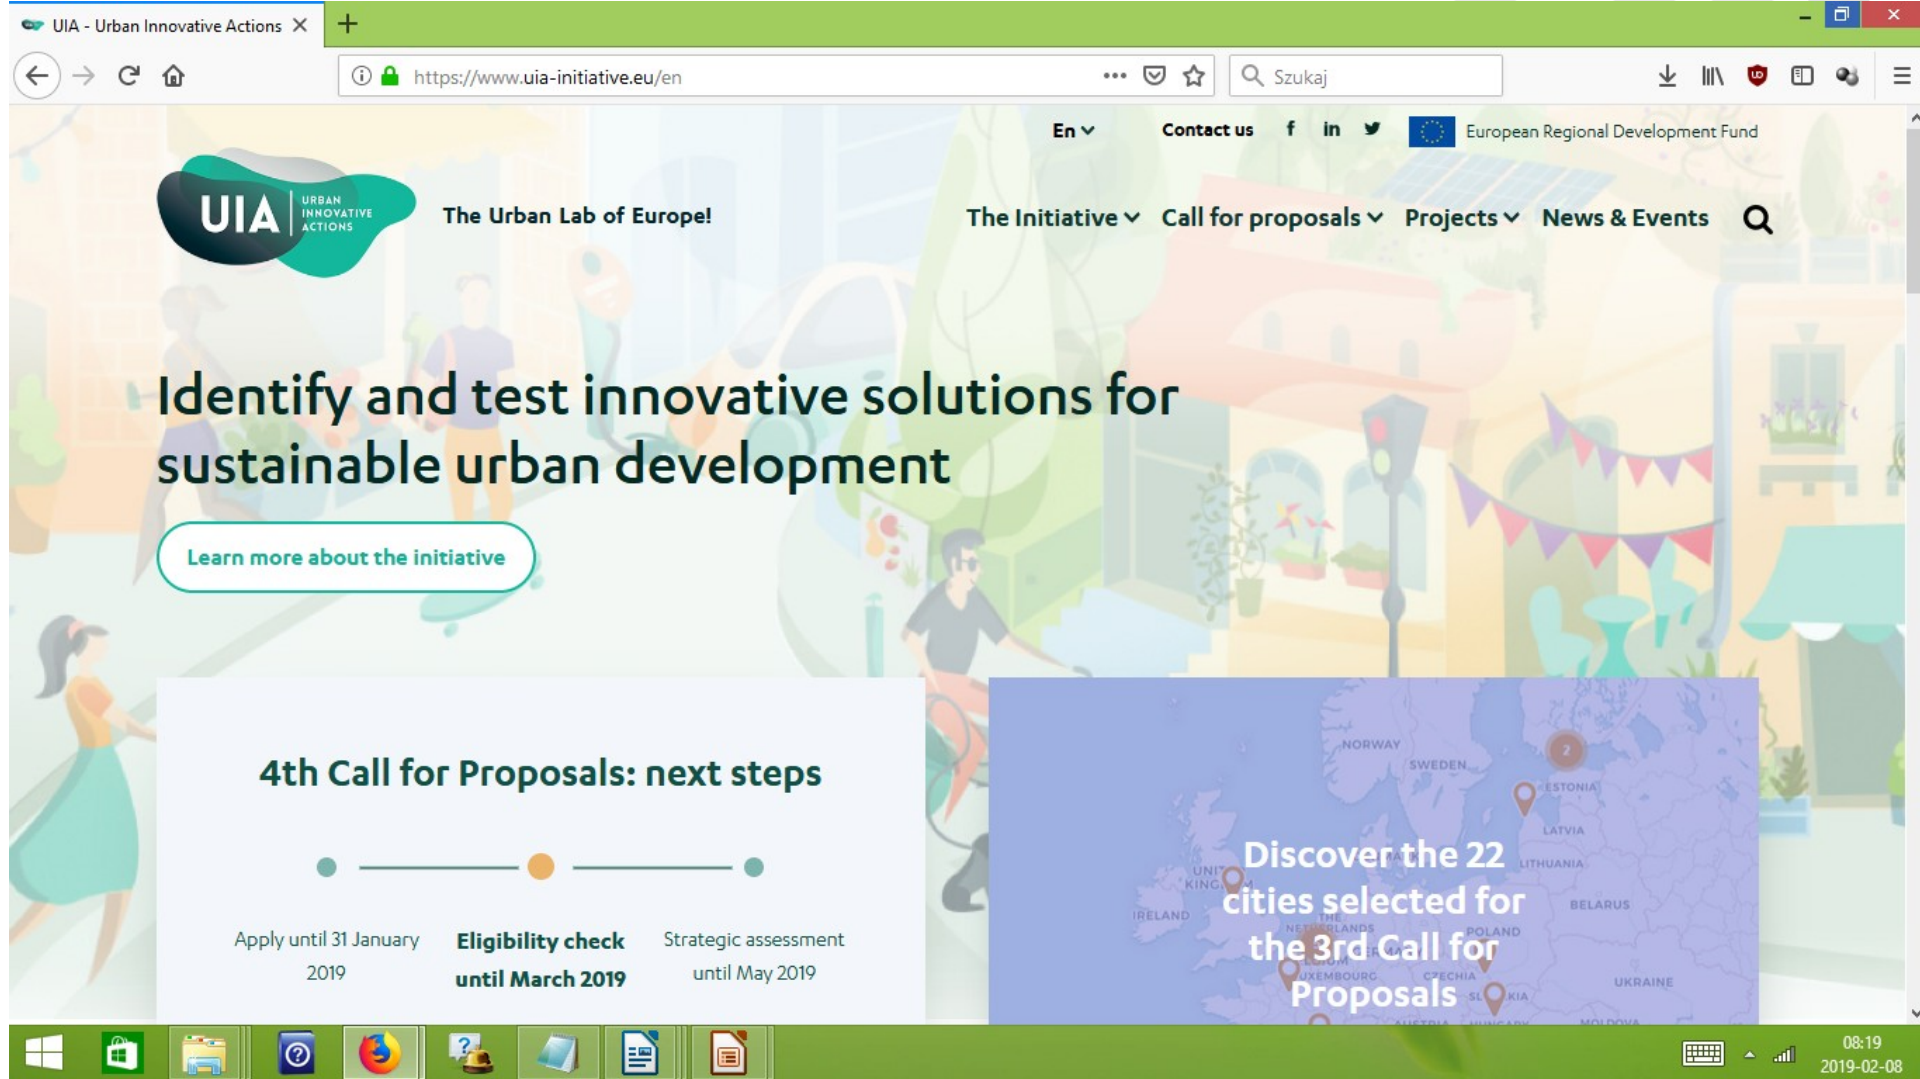 UIA - Urban Innovative Actions
https://www.uia-initiative.eu/en
Szukaj
En
Contact us
f in
European Regional Development Fund
UIA
URBAN
INNOVATIVE
ACTIONS
The Urban Lab of Europe!
The Initiative
Call for proposals
Projects
News & Events
Identify and test innovative solutions for
sustainable urban development
Learn more about the initiative
4th Call for Proposals: next steps
Apply until 31 January
2019
Eligibility check
until March 2019
Strategic assessment
until May 2019
NORWAY
SWEDEN
2
ESTONIA
LATVIA
LITHUANIA
Discover the 22
cities selected for
the 3rd Call for
Proposals
IRELAND
BELARUS
POLAND
CZECHIA
UKRAINE
08:19
2019-02-08